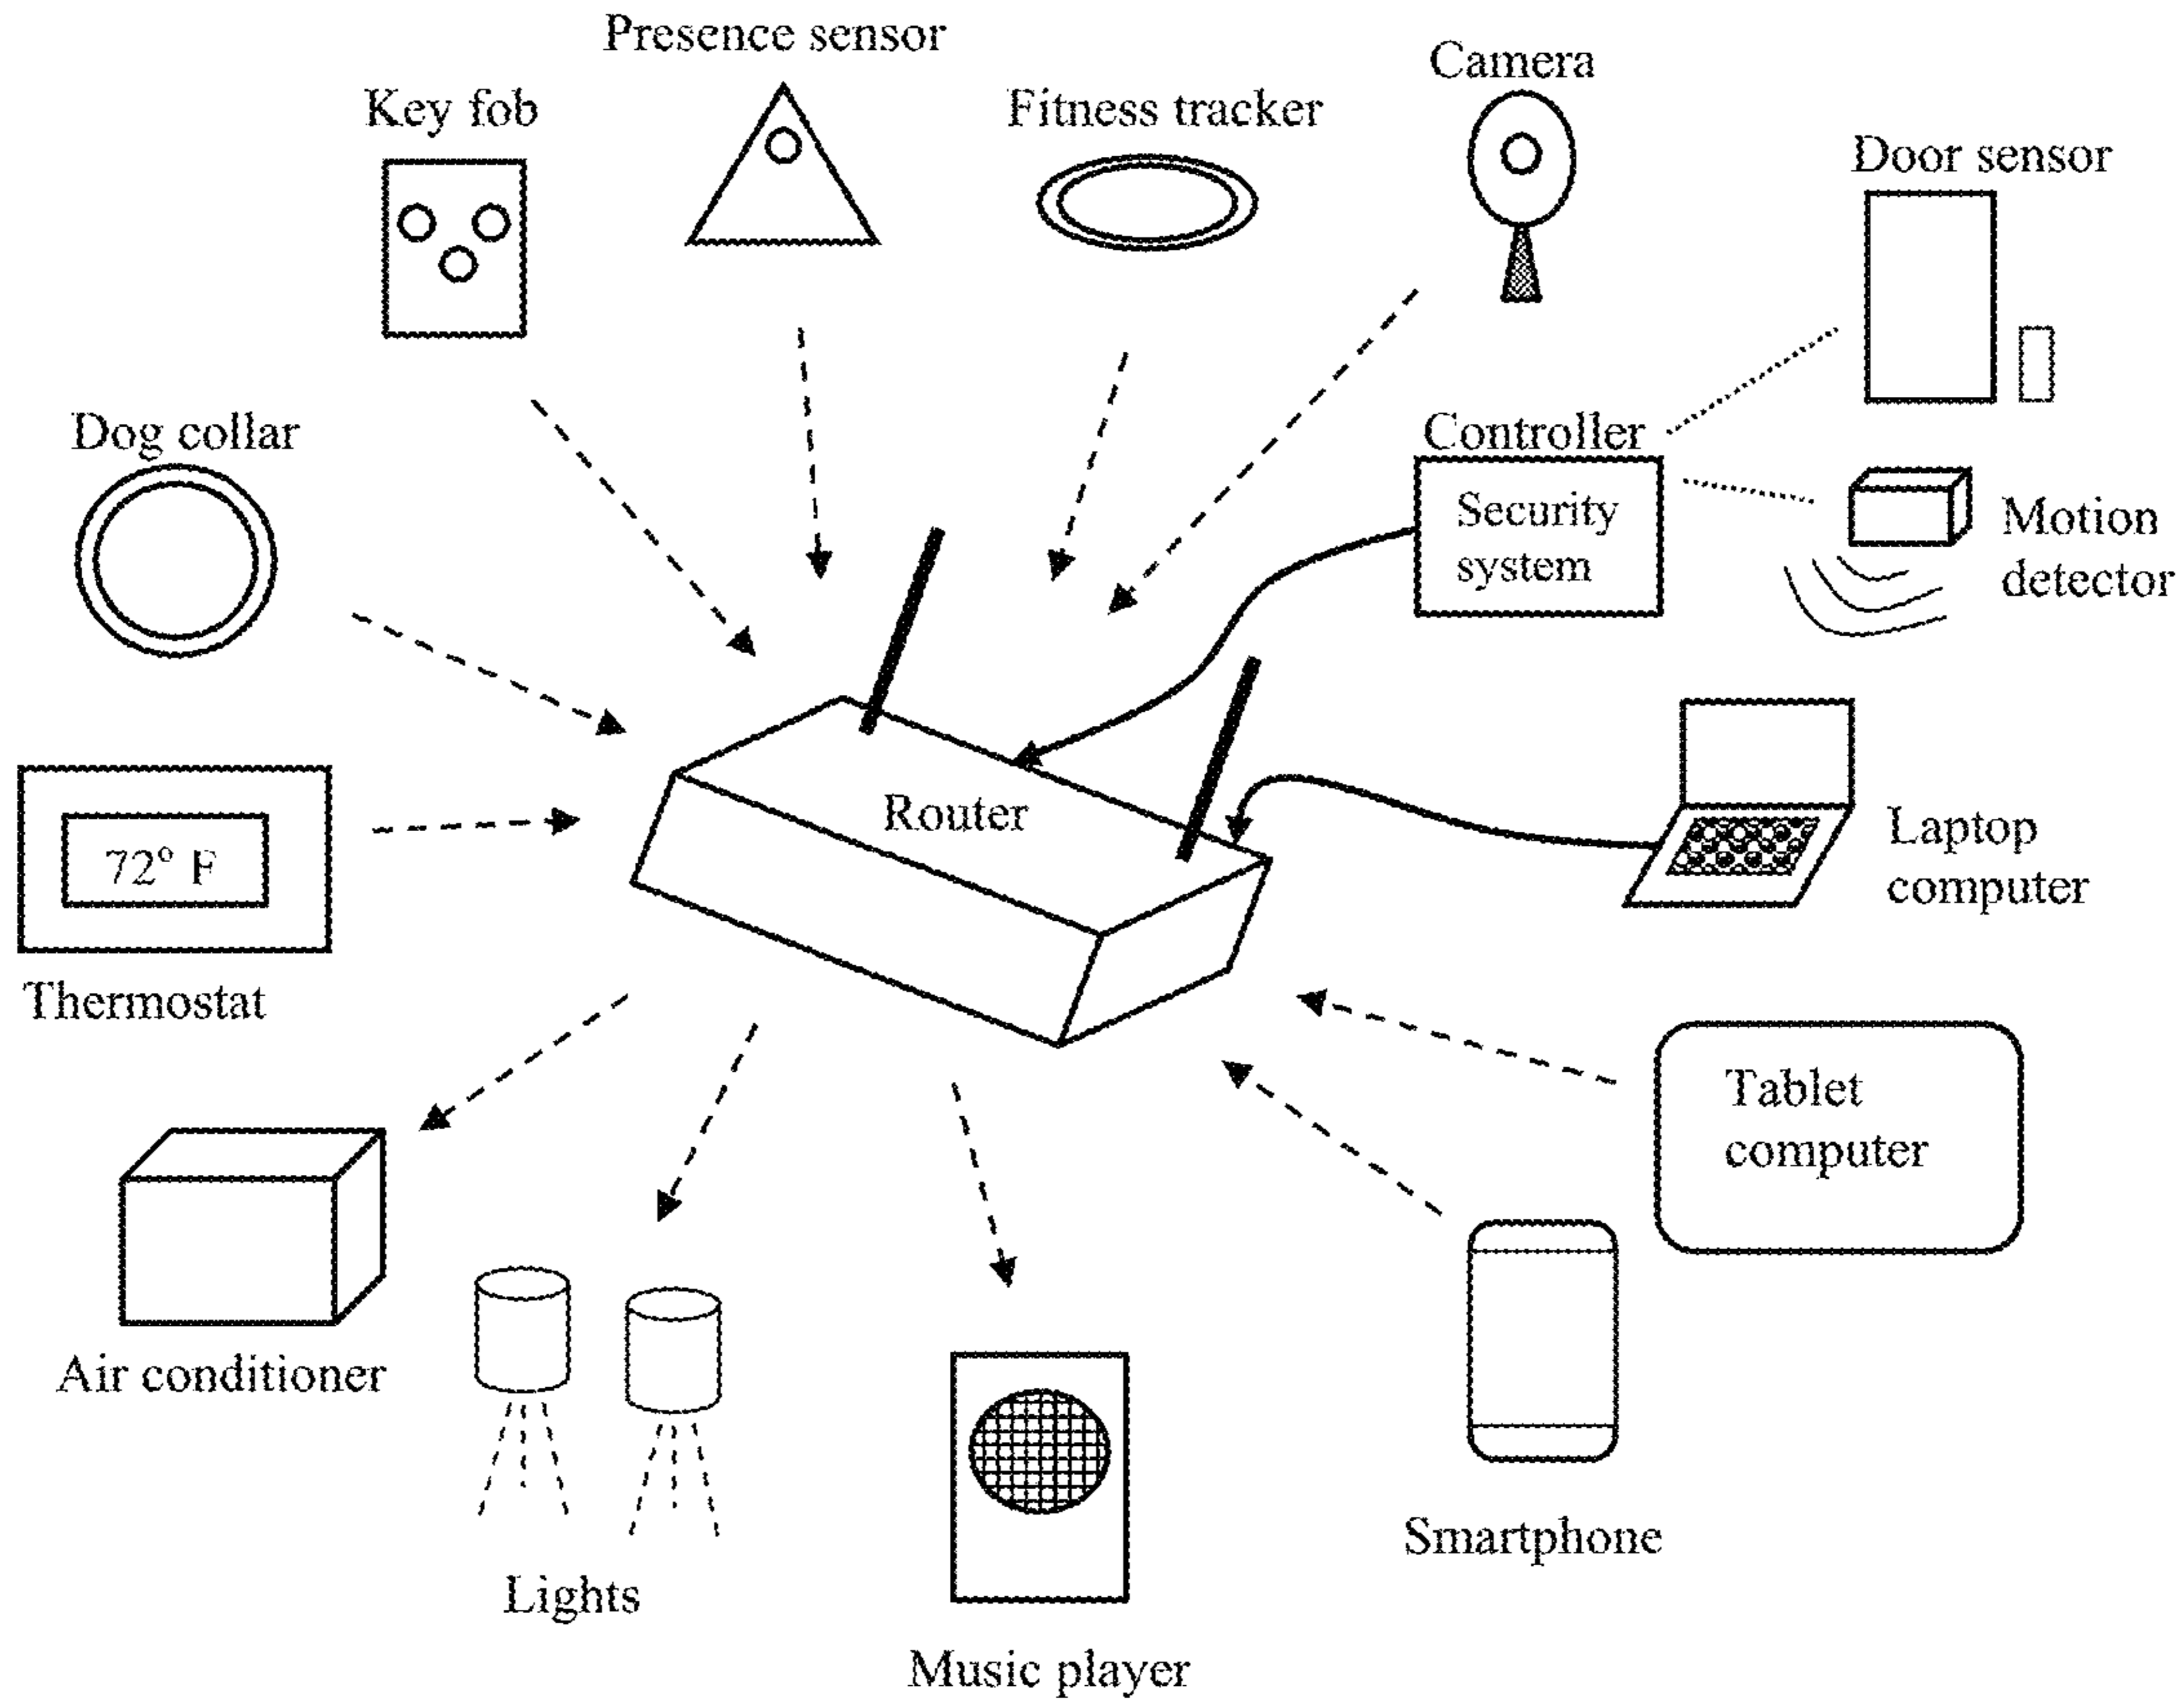 Presence sensor
Camera
Key fob
Fitness tracker
Door sensor
Dog collar
Controller
Security
system
Motion
detector
Router
Laptop
computer
72° F
Thermostat
Tablet
computer
Air conditioner
Smartphone
Lights
Music player